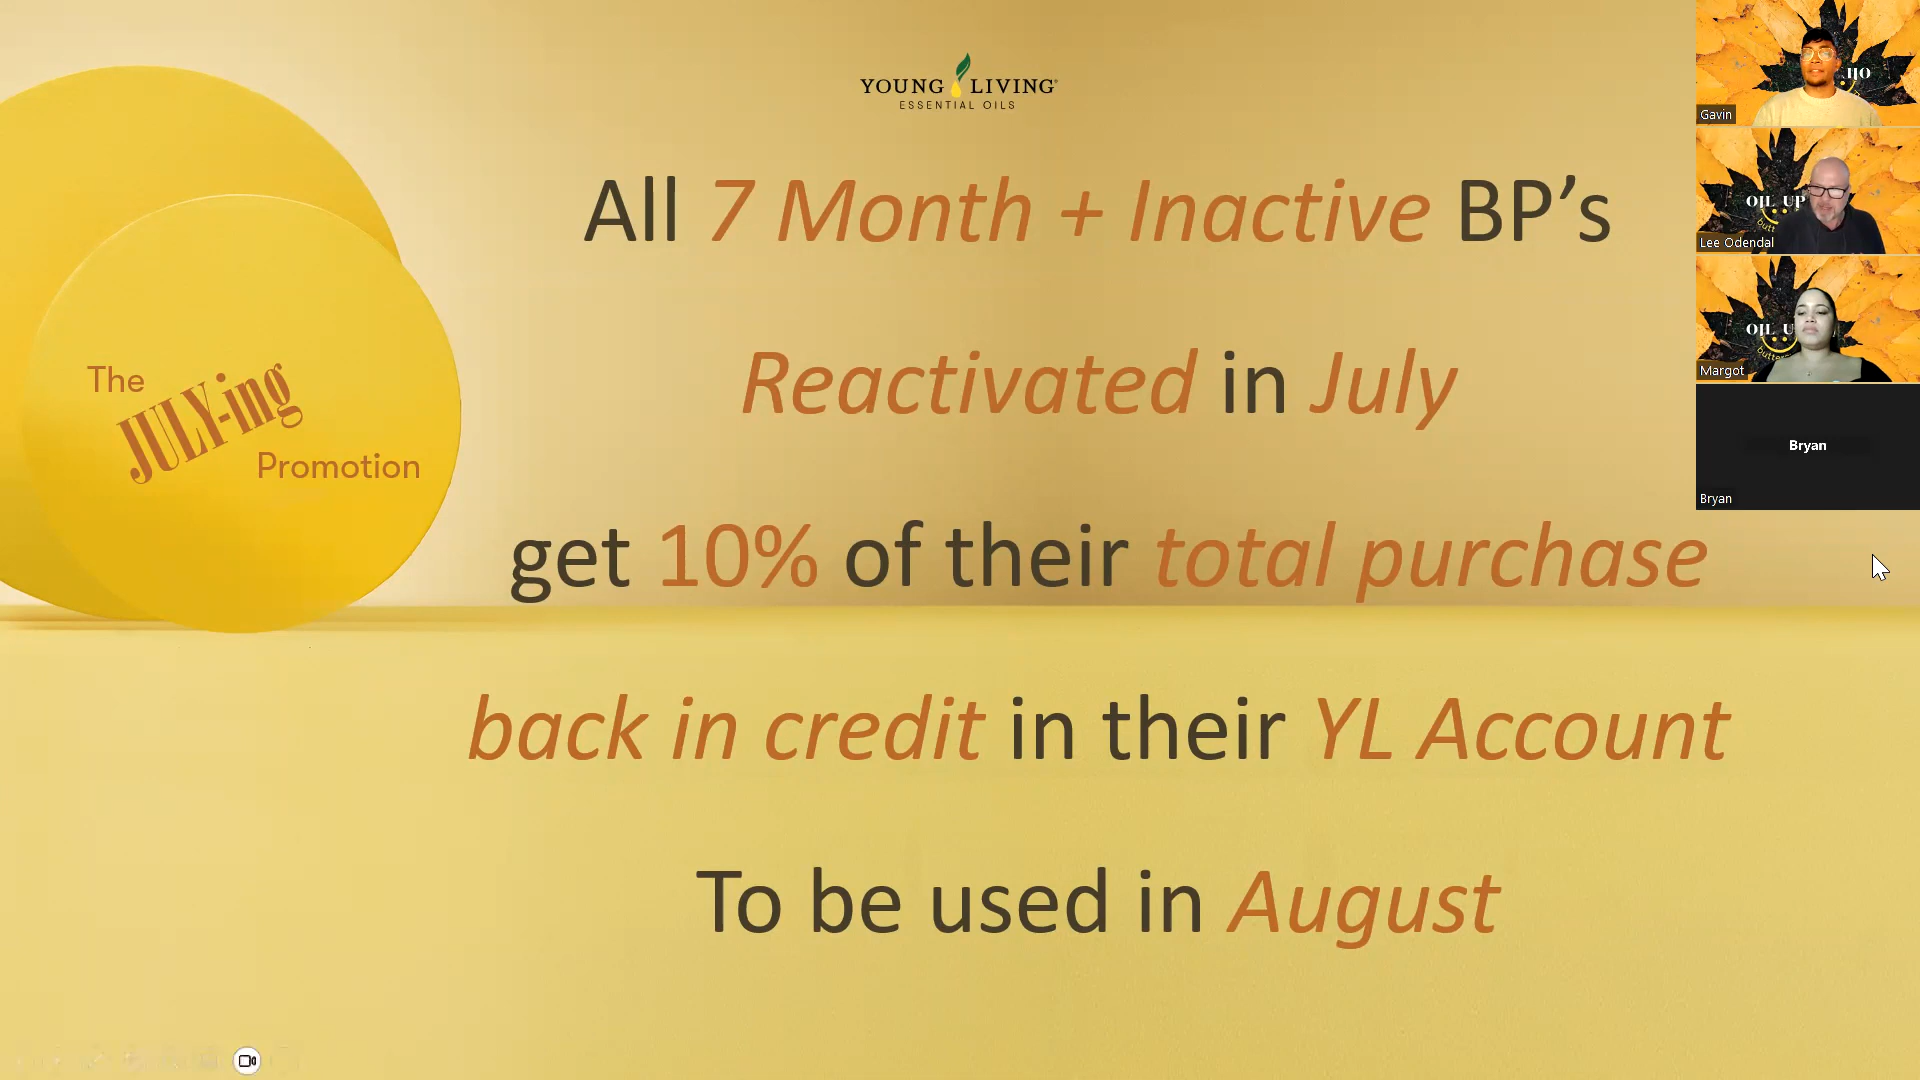 YOUNG LIVING
ESSENTIAL OILS
All 7 Month + Inactive BP’s
Reactivated in July
get 10% of their total purchase
back in credit in their YL Account
To be used in August
The
JULY-ing
Promotion
Gavin
OIL UP
Lee Odendal
OIL U
Margot
Bryan
Bryan